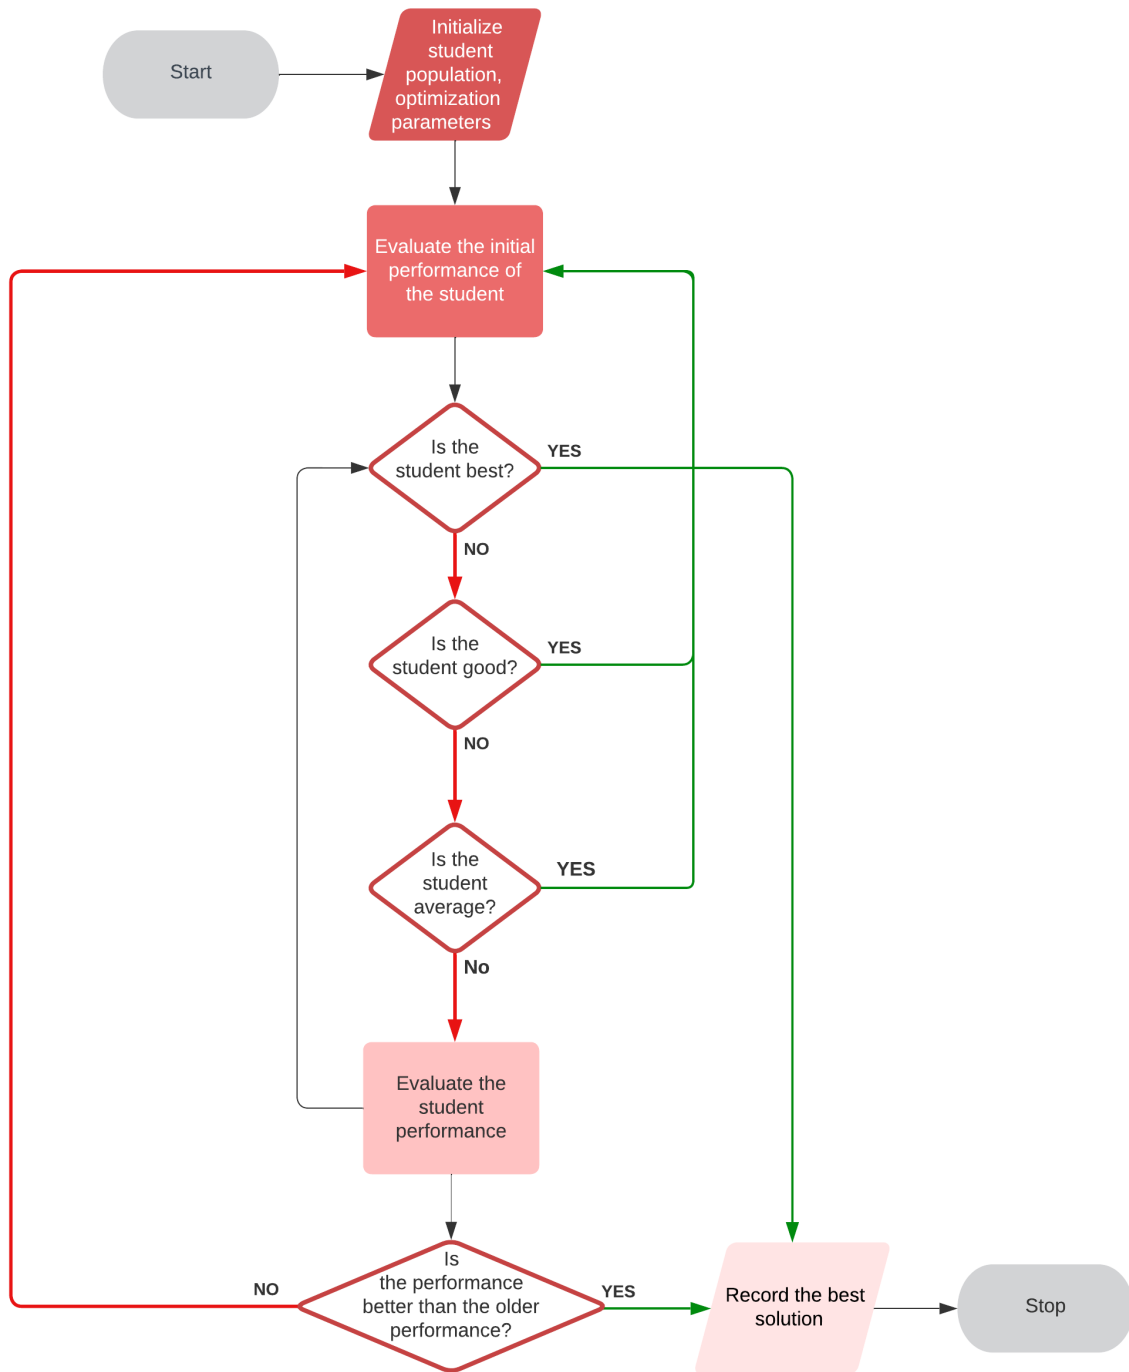 Start
Initialize
student
population,
optimization
parameters
Evaluate the initial
performance of
the student
Is the
student best?
YES
NO
Is the
student good?
YES
NO
Is the
student
average?
YES
No
Evaluate the
student
performance
Is
the performance
better than the older
performance?
NO
YES
Record the best
solution
Stop